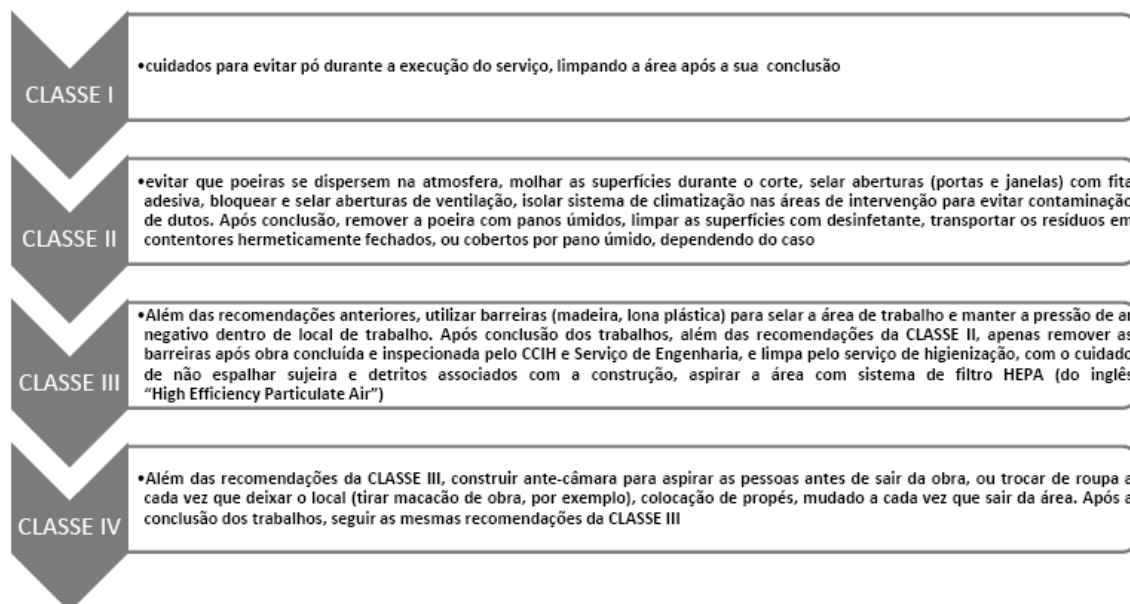 CLASSE I
•cuidados para evitar pó durante a execução do serviço, limpando a área após a sua conclusão
CLASSE II
•evitar que poeiras se dispersem na atmosfera, molhar as superfícies durante o corte, selar aberturas (portas e janelas) com fita
adesiva, bloquear e selar aberturas de ventilação, isolar sistema de climatização nas áreas de intervenção para evitar contaminação
de dutos. Após conclusão, remover a poeira com panos úmidos, limpar as superfícies com desinfetante, transportar os resíduos em
contentores hermeticamente fechados, ou cobertos por pano úmido, dependendo do caso
CLASSE III
•Além das recomendações anteriores, utilizar barreiras (madeira, lona plástica) para selar a área de trabalho e manter a pressão de ar
negativo dentro de local de trabalho. Após conclusão dos trabalhos, além das recomendações da CLASSE II, apenas remover as
barreiras após obra concluída e inspecionada pelo CCIH e Serviço de Engenharia, e limpa pelo serviço de higienização, com o cuidado
de não espalhar sujeira e detritos associados com a construção, aspirar a área com sistema de filtro HEPA (do inglês
“High Efficiency Particulate Air”)
CLASSE IV
•Além das recomendações da CLASSE III, construir ante-câmara para aspirar as pessoas antes de sair da obra, ou trocar de roupa a
cada vez que deixar o local (tirar macacão de obra, por exemplo), colocação de propés, mudado a cada vez que sair da área. Após a
conclusão dos trabalhos, seguir as mesmas recomendações da CLASSE III